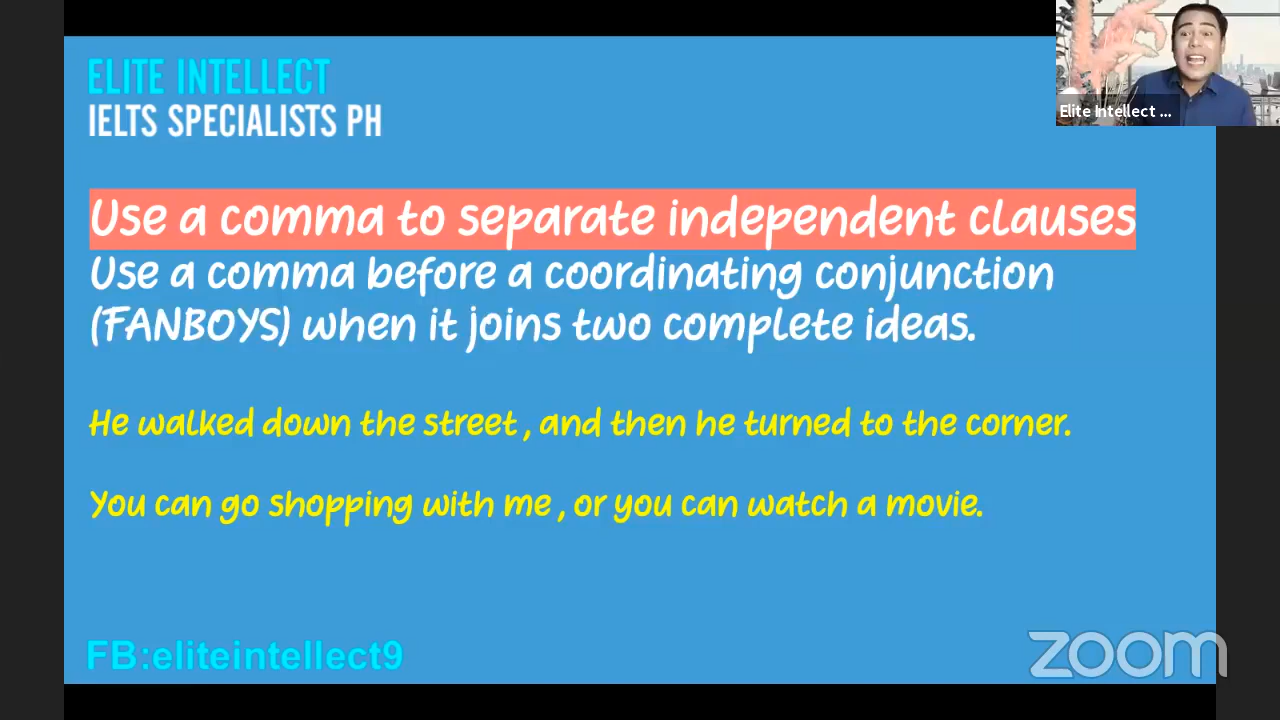 ELITE INTELLECT
IELTS SPECIALISTS PH
Elite Intellect ...
Use a comma to separate independent clauses
Use a comma before a coordinating conjunction
(FANBOYS) when it joins two complete ideas.
He walked down the street, and then he turned to the corner.
You can go shopping with me, or you can watch a movie.
FB:eliteintellect9
zoom